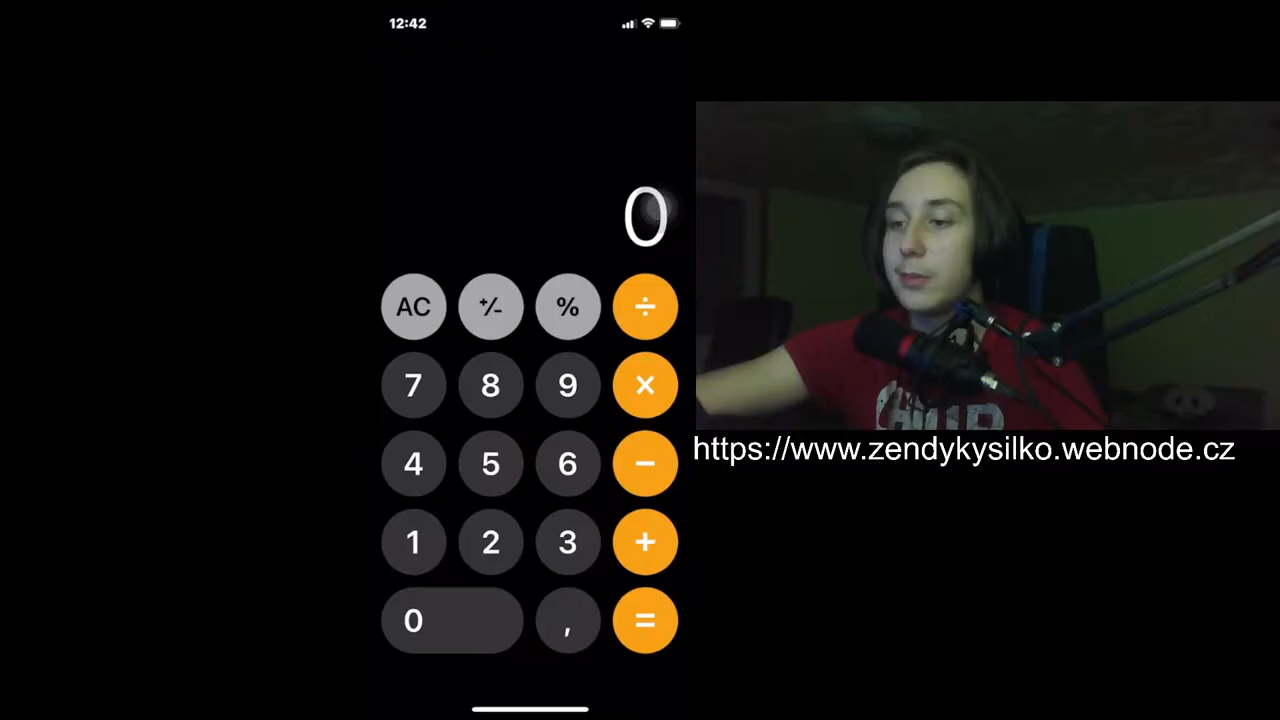 12:42
0
AC +/- % ÷
7 8 9 ×
4 5 6 −
1 2 3 +
0 , =
https://www.zendykysilko.webnode.cz